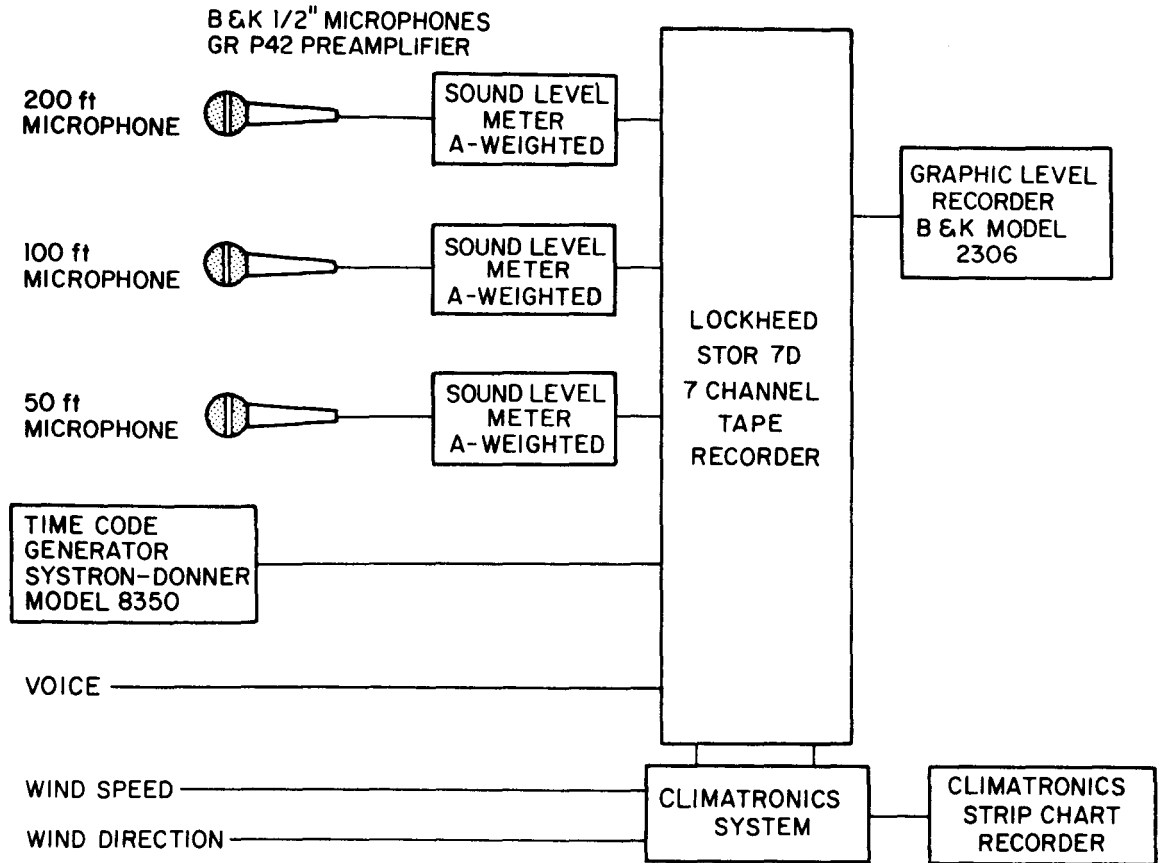 B & K 1/2" MICROPHONES
GR P42 PREAMPLIFIER
200 ft
MICROPHONE
SOUND LEVEL
METER
A-WEIGHTED
100 ft
MICROPHONE
SOUND LEVEL
METER
A-WEIGHTED
50 ft
MICROPHONE
SOUND LEVEL
METER
A-WEIGHTED
TIME CODE
GENERATOR
SYSTRON-DONNER
MODEL 8350
VOICE
WIND SPEED
WIND DIRECTION
LOCKHEED
STOR 7D
7 CHANNEL
TAPE
RECORDER
GRAPHIC LEVEL
RECORDER
B & K MODEL
2306
CLIMATRONICS
SYSTEM
CLIMATRONICS
STRIP CHART
RECORDER